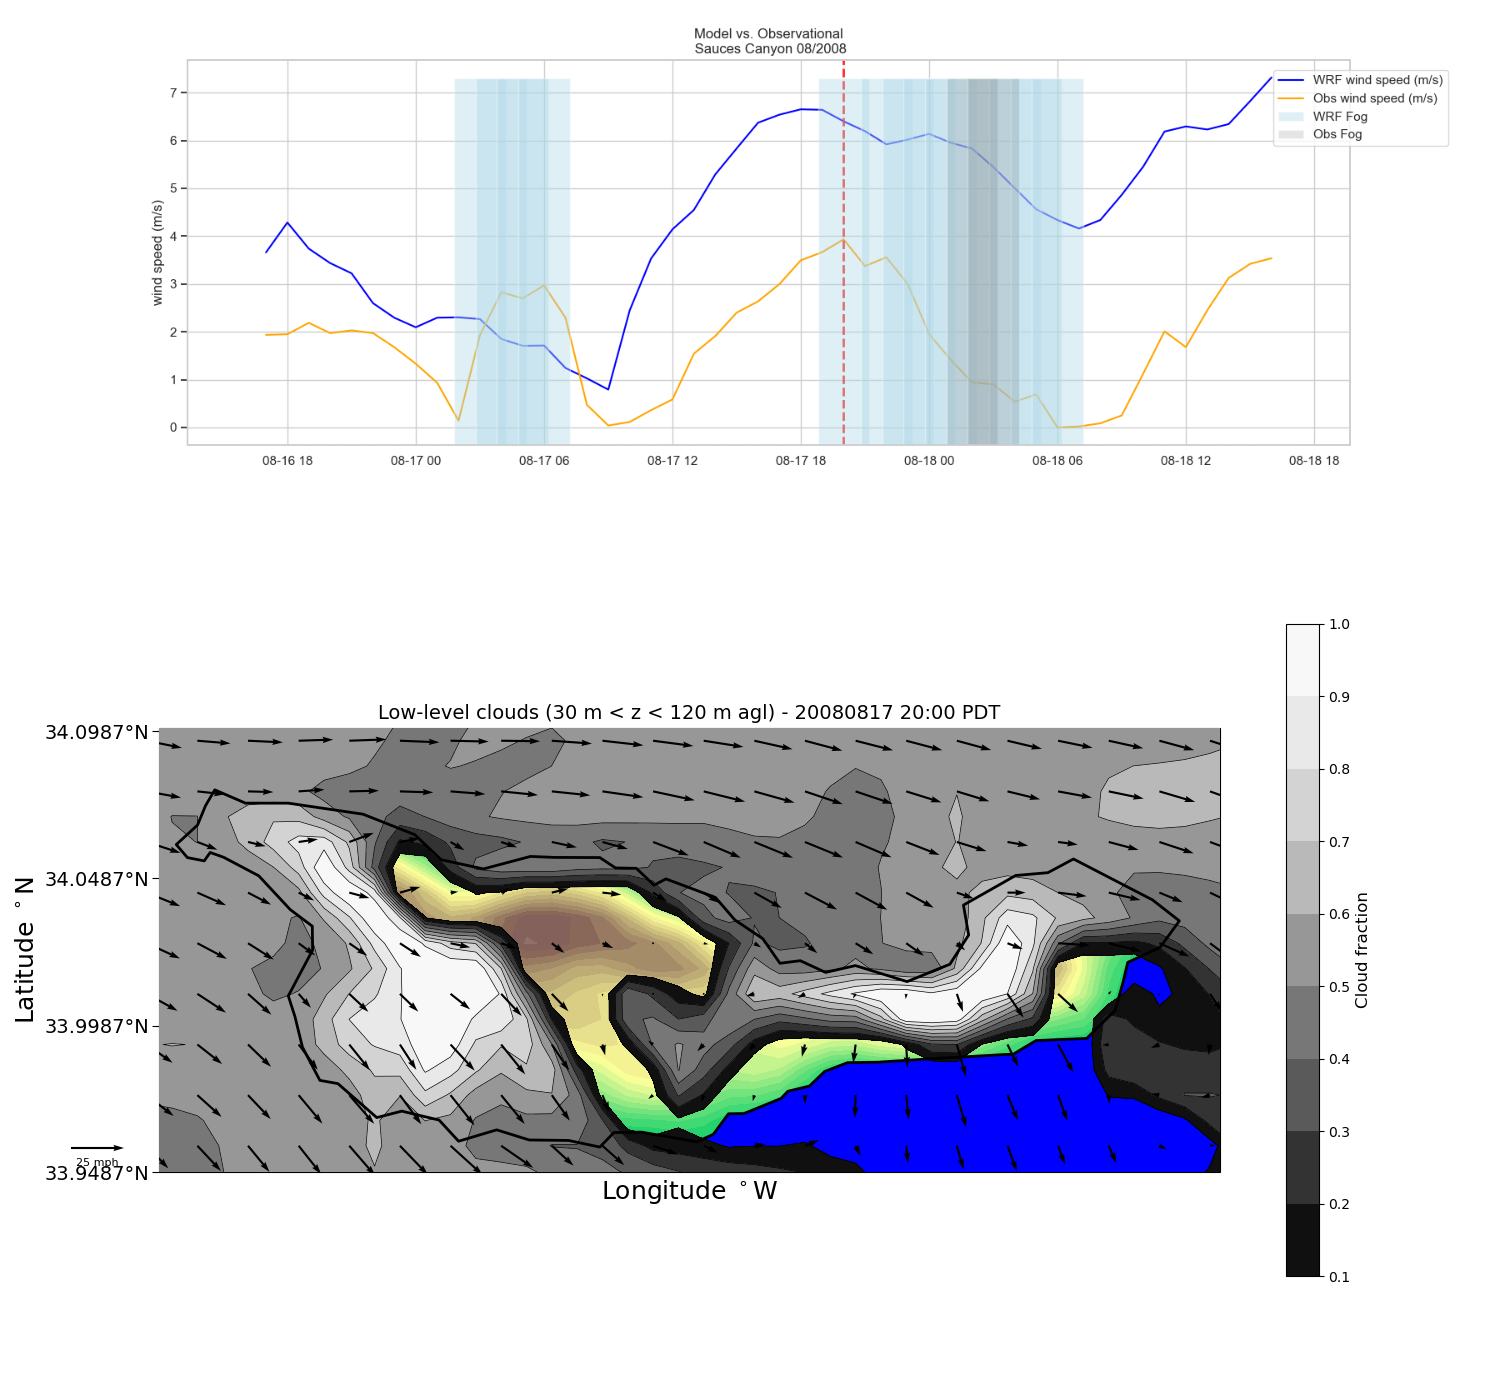 Model vs. Observational
Sauces Canyon 08/2008
7
6
5
4
3
2
1
0
wind speed (m/s)
WRF wind speed (m/s)
Obs wind speed (m/s)
WRF Fog
Obs Fog
08-16 18
08-17 00
08-17 06
08-17 12
08-17 18
08-18 00
08-18 06
08-18 12
08-18 18
Low-level clouds (30 m < z < 120 m agl) - 20080817 20:00 PDT
34.0987°N
34.0487°N
33.9987°N
33.9487°N
Latitude °N
25 mph
Longitude °W
1.0
0.9
0.8
0.7
0.6
0.5
0.4
0.3
0.2
0.1
Cloud fraction